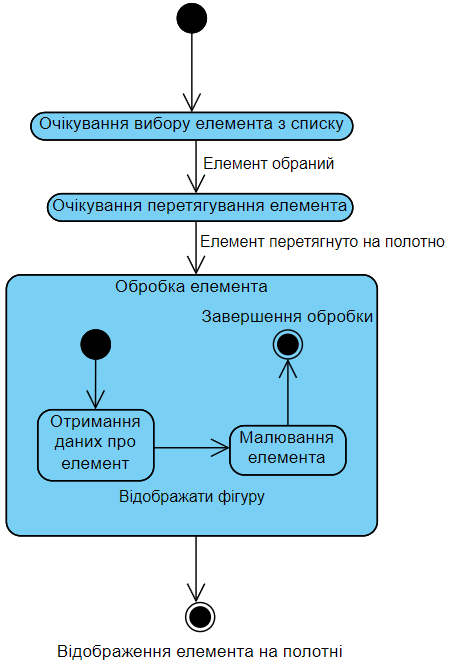 Очікування вибору елемента з списку
Елемент обраний
Очікування перетягування елемента
Елемент перетягнуто на полотно
Обробка елемента
Завершення обробки
Отримання
даних про
елемент
Малювання
елемента
Відображати фігуру
Відображення елемента на полотні